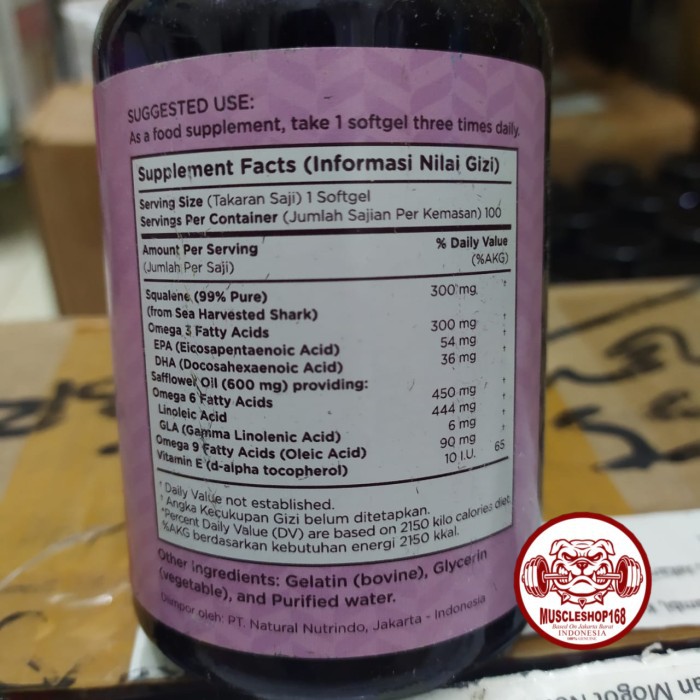 SUGGESTED USE:
As a food supplement, take 1 softgel three times daily.
Supplement Facts (Informasi Nilai Gizi)
Serving Size (Takaran Saji) 1 Softgel
Servings Per Container (Jumlah Sajian Per Kemasan) 100
Amount Per Serving % Daily Value
(Jumlah Per Saji) (%AKG)
Squalene (99% Pure) 300 mg †
(from Sea Harvested Shark)
Omega 3 Fatty Acids 300 mg †
EPA (Eicosapentaenoic Acid) 54 mg †
DHA (Docosahexaenoic Acid) 36 mg †
Safflower Oil (600 mg) providing:
Omega 6 Fatty Acids 450 mg †
Linoleic Acid 444 mg †
GLA (Gamma Linolenic Acid) 6 mg †
Omega 9 Fatty Acids (Oleic Acid) 90 mg †
Vitamin E (d-alpha tocopherol) 10 I.U. 65
† Daily Value not established.
† Angka Kecukupan Gizi belum ditetapkan.
*Percent Daily Value (DV) are based on 2150 kilo calories diet.
%AKG berdasarkan kebutuhan energi 2150 kkal.
Other ingredients: Gelatin (bovine), Glycerin
(vegetable), and Purified water.
Diimpor oleh: PT. Natural Nutrindo, Jakarta - Indonesia
MUSCLESHOP168
Based On Jakarta Barat
INDONESIA
100% GENUINE